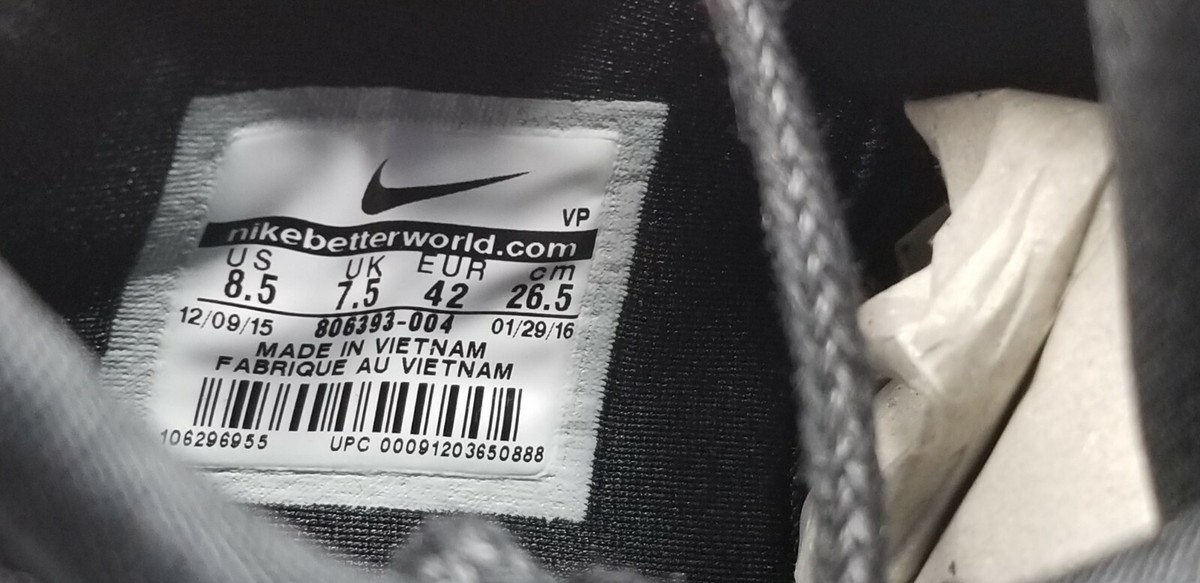 VP
nikebetterworld.com
US UK EUR cm
8.5 7.5 42 26.5
12/09/15 806393-004 01/29/16
MADE IN VIETNAM
FABRIQUE AU VIETNAM
106296955 UPC 00091203650888